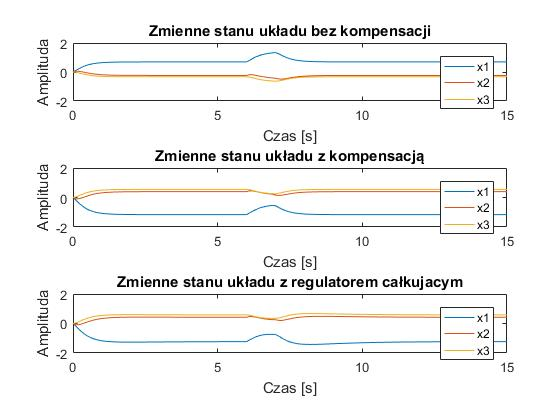 Zmienne stanu układu bez kompensacji
Amplituda
2
0
-2
0 5 10 15
x1
x2
x3
Czas [s]
Zmienne stanu układu z kompensacją
Amplituda
2
0
-2
0 5 10 15
x1
x2
x3
Czas [s]
Zmienne stanu układu z regulatorem całkujacym
Amplituda
2
0
-2
0 5 10 15
x1
x2
x3
Czas [s]